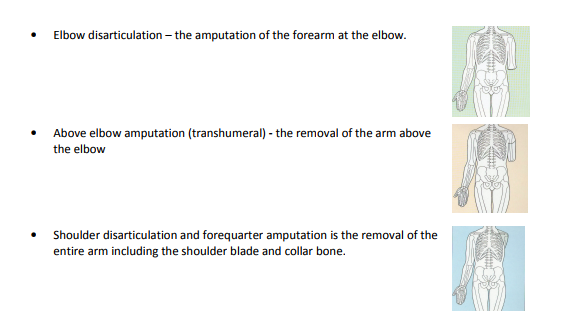 • Elbow disarticulation – the amputation of the forearm at the elbow.
• Above elbow amputation (transhumeral) - the removal of the arm above
the elbow
• Shoulder disarticulation and forequarter amputation is the removal of the
entire arm including the shoulder blade and collar bone.